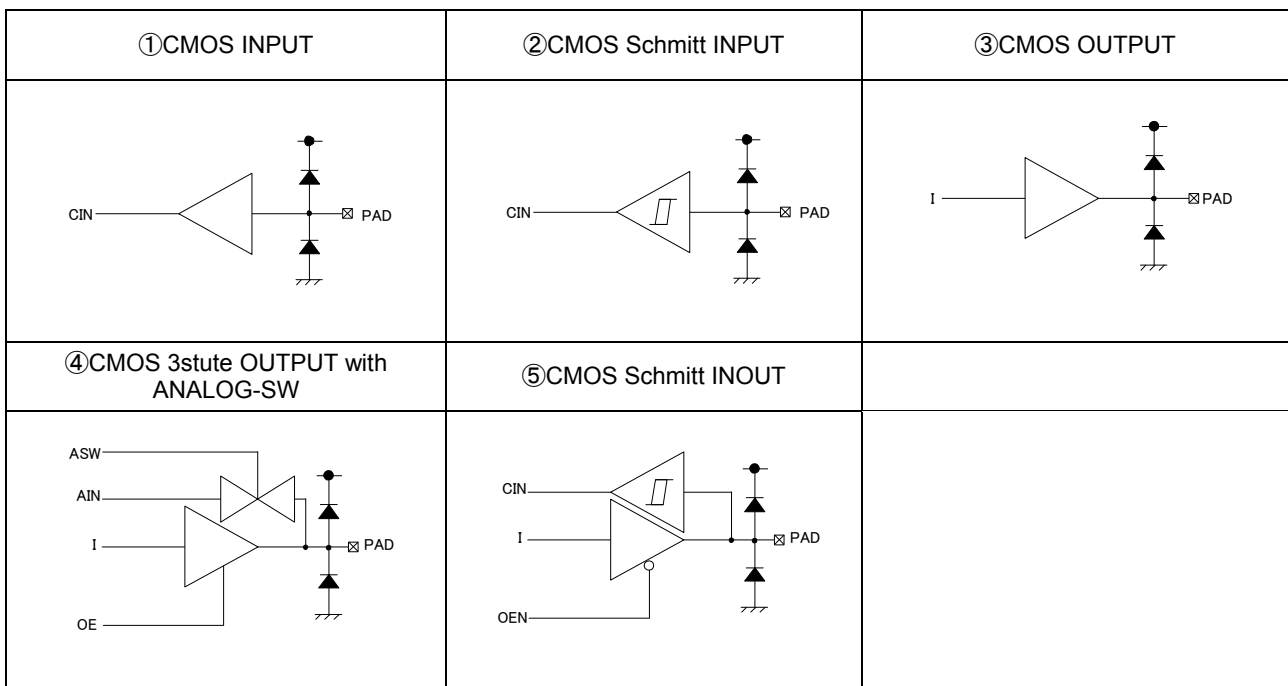 ①CMOS INPUT
②CMOS Schmitt INPUT
③CMOS OUTPUT
CIN
PAD
CIN
PAD
I
PAD
④CMOS 3stute OUTPUT with
ANALOG-SW
⑤CMOS Schmitt INOUT
ASW
AIN
I
PAD
OE
CIN
I
PAD
OEN